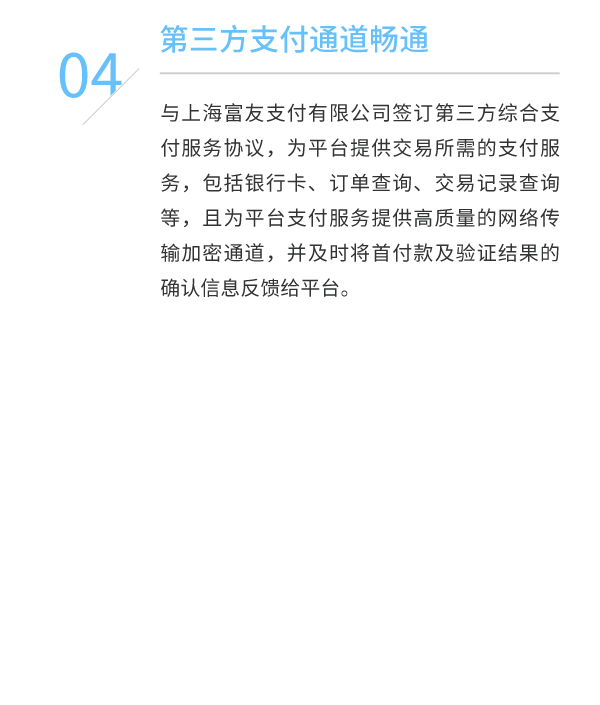 第三方支付通道畅通
04
与上海富友支付有限公司签订第三方综合支
付服务协议，为平台提供交易所需的支付服
务，包括银行卡、订单查询、交易记录查询
等，且为平台支付服务提供高质量的网络传
输加密通道，并及时将首付款及验证结果的
确认信息反馈给平台。